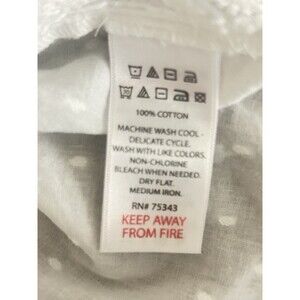 100% COTTON
MACHINE WASH COOL -
DELICATE CYCLE.
WASH WITH LIKE COLORS.
NON-CHLORINE
BLEACH WHEN NEEDED.
DRY FLAT.
MEDIUM IRON.
RN# 75343
KEEP AWAY
FROM FIRE